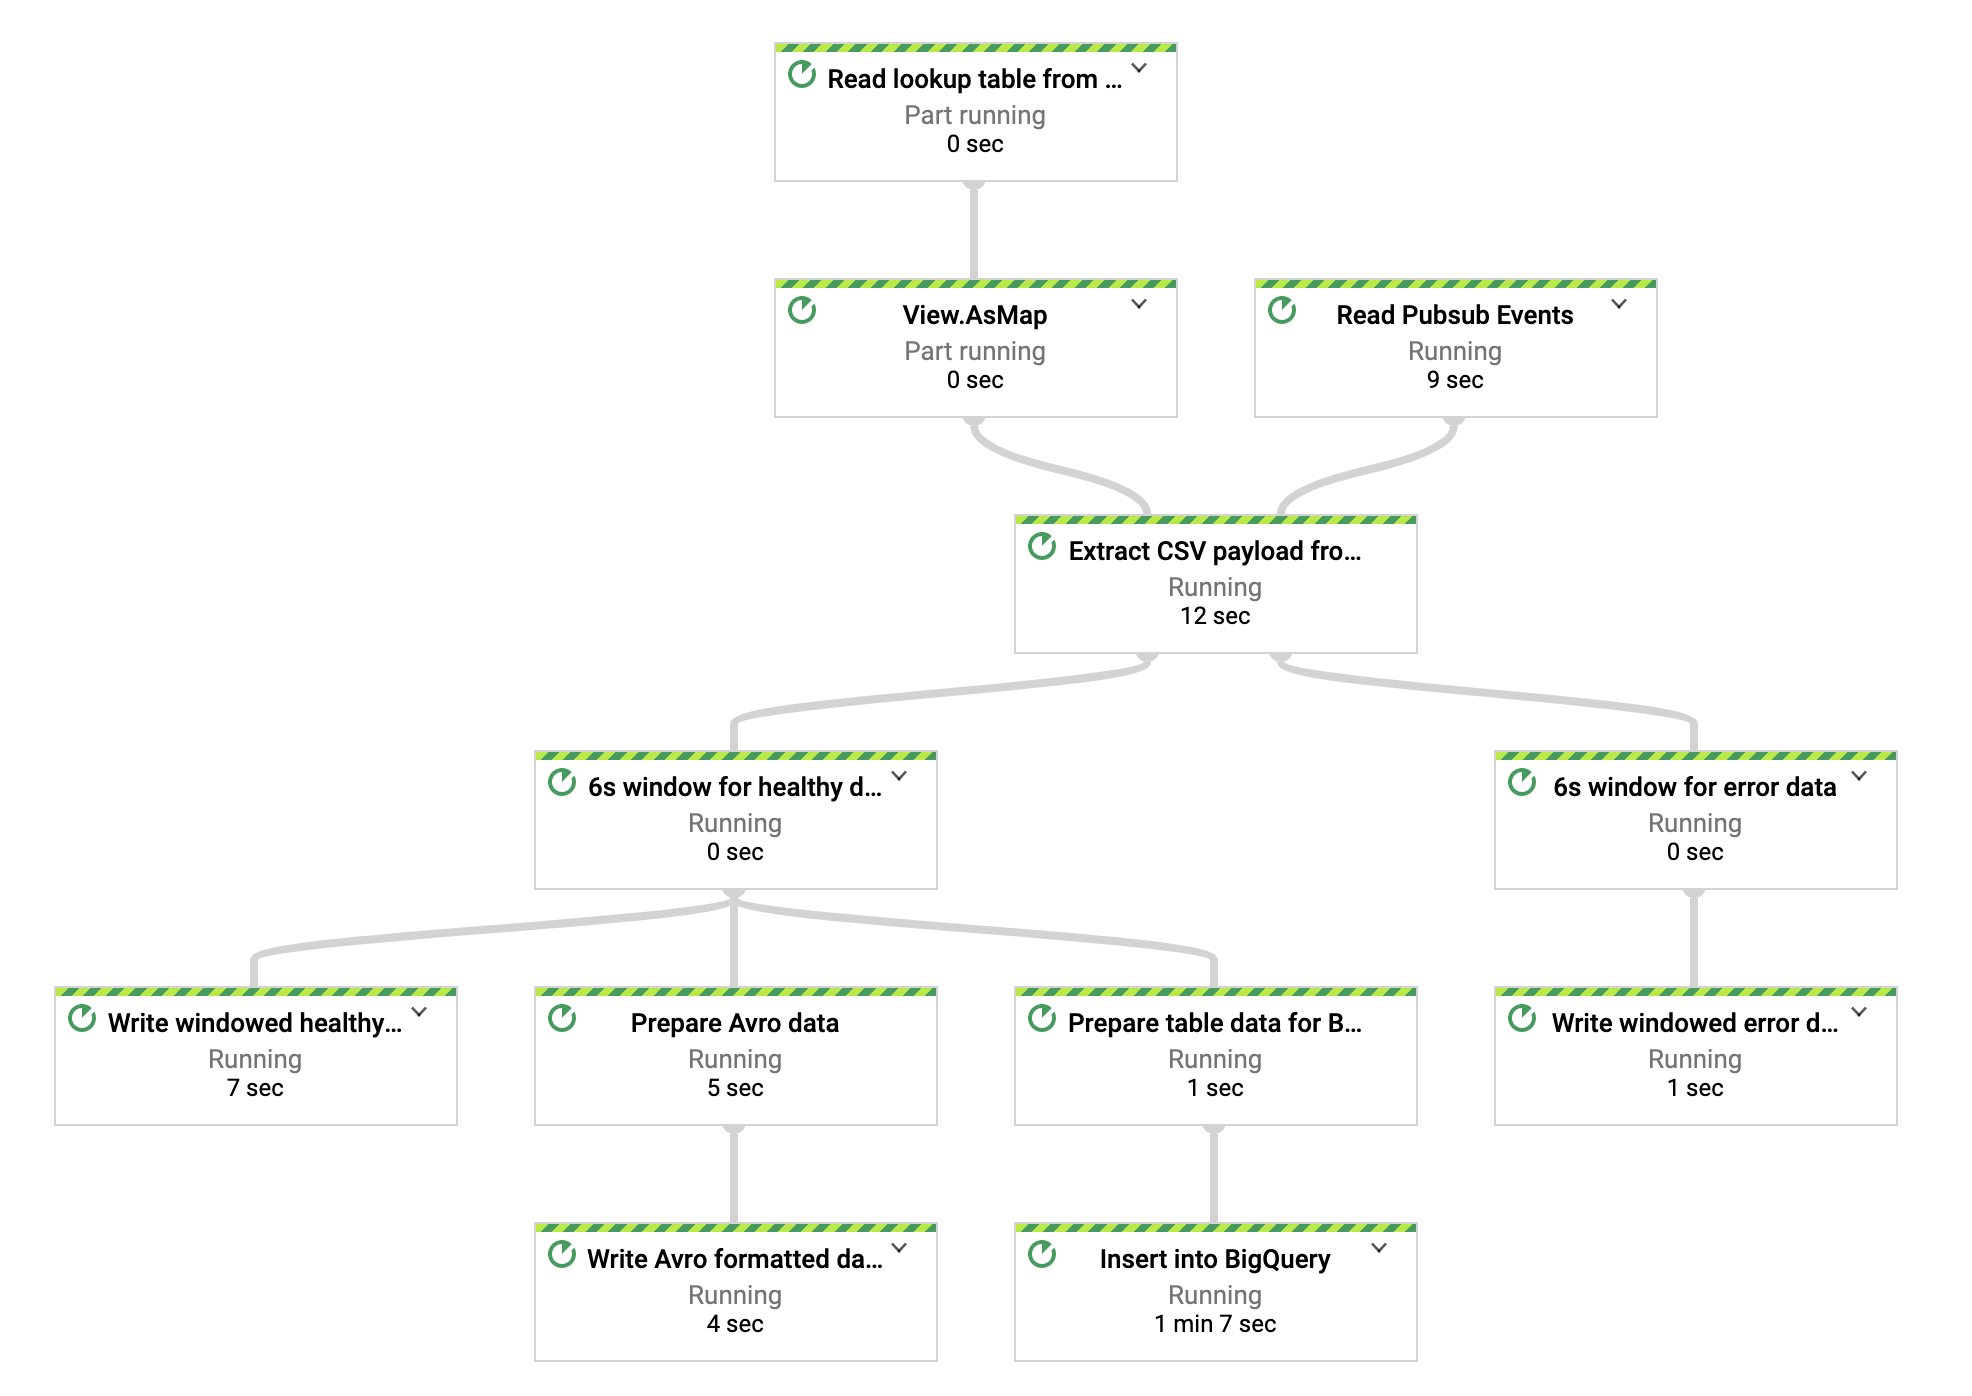 Read lookup table from ...
Part running
0 sec
View.AsMap
Part running
0 sec
Read Pubsub Events
Running
9 sec
Extract CSV payload fro...
Running
12 sec
6s window for healthy d...
Running
0 sec
6s window for error data
Running
0 sec
Write windowed healthy...
Running
7 sec
Prepare Avro data
Running
5 sec
Prepare table data for B...
Running
1 sec
Write windowed error d...
Running
1 sec
Write Avro formatted da...
Running
4 sec
Insert into BigQuery
Running
1 min 7 sec